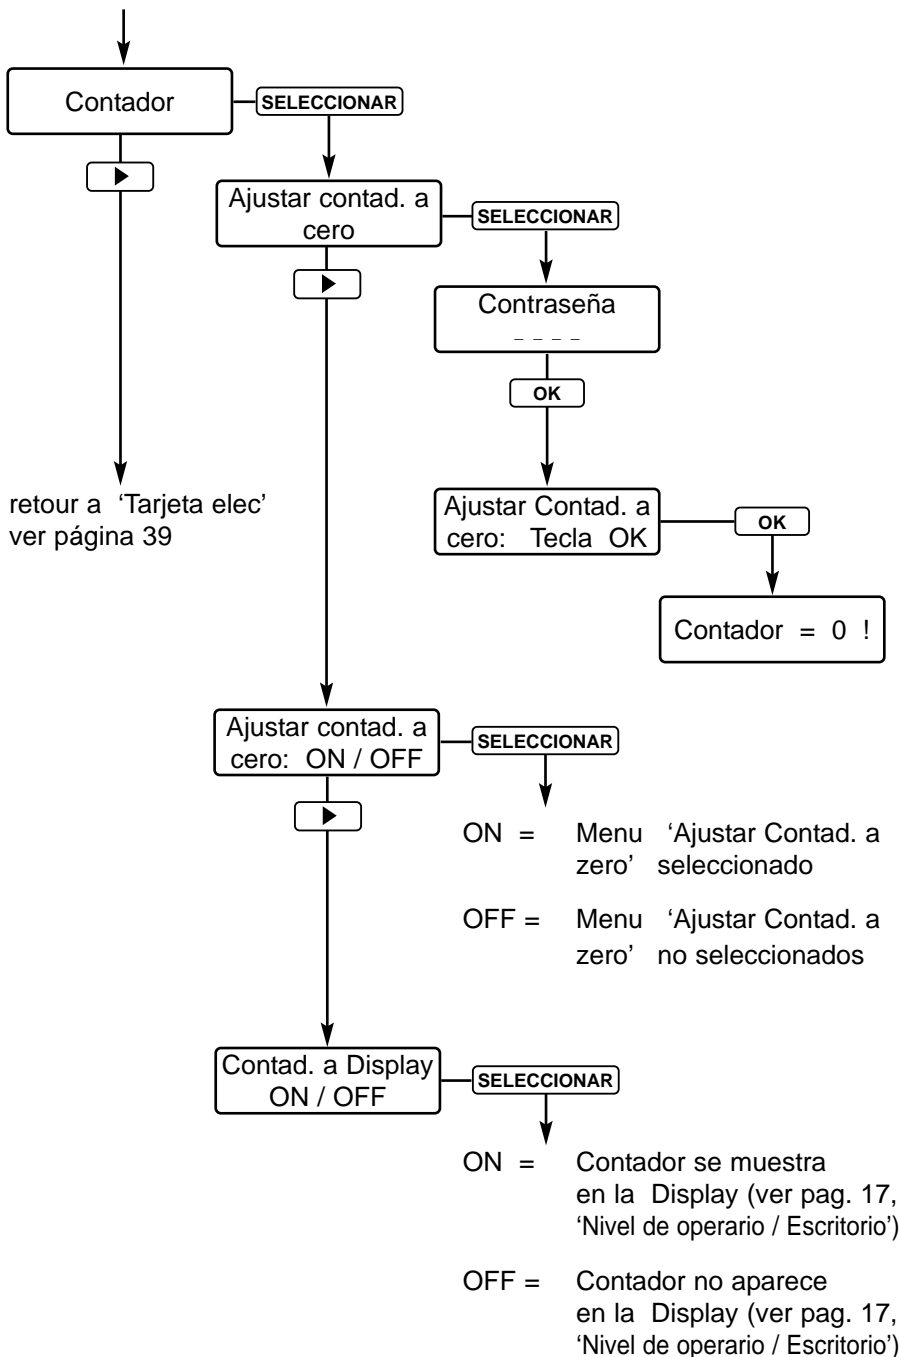 Contador
SELECCIONAR
Ajustar contad. a
cero
SELECCIONAR
Contraseña
_ _ _ _
OK
retour a ‘Tarjeta elec’
ver página 39
Ajustar Contad. a
cero: Tecla OK
OK
Contador = 0 !
Ajustar contad. a
cero: ON / OFF
SELECCIONAR
ON = Menu ‘Ajustar Contad. a
zero’ seleccionado
OFF = Menu ‘Ajustar Contad. a
zero’ no seleccionados
Contad. a Display
ON / OFF
SELECCIONAR
ON = Contador se muestra
en la Display (ver pag. 17,
‘Nivel de operario / Escritorio’)
OFF = Contador no aparece
en la Display (ver pag. 17,
‘Nivel de operario / Escritorio’)